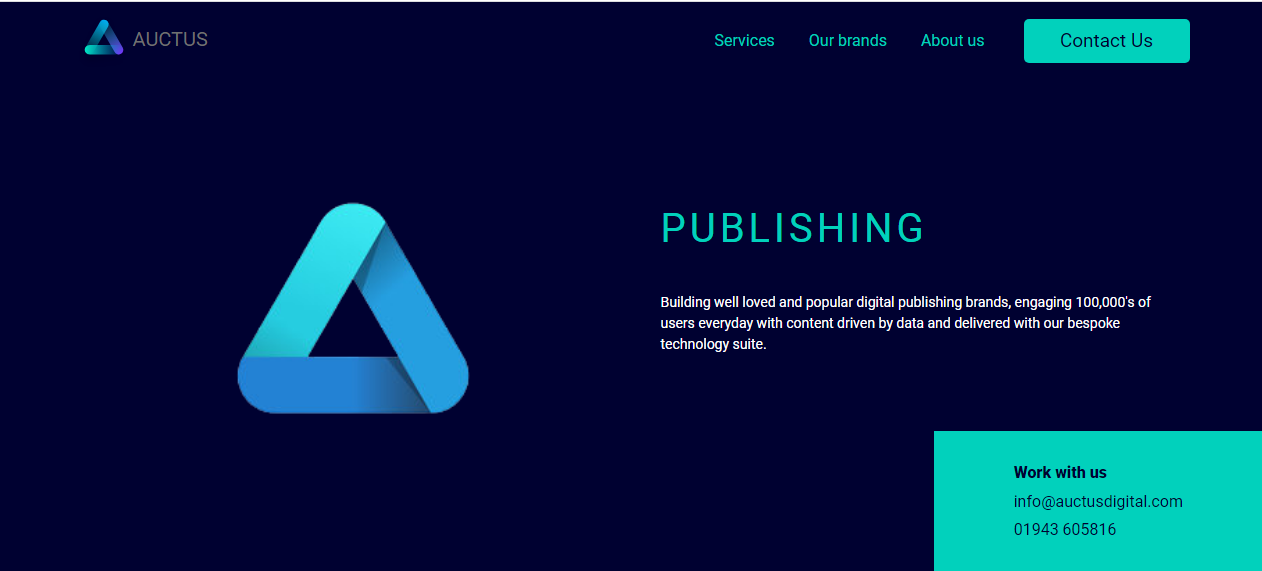 AUCTUS
Services
Our brands
About us
Contact Us
PUBLISHING
Building well loved and popular digital publishing brands, engaging 100,000's of
users everyday with content driven by data and delivered with our bespoke
technology suite.
Work with us
info@auctusdigital.com
01943 605816